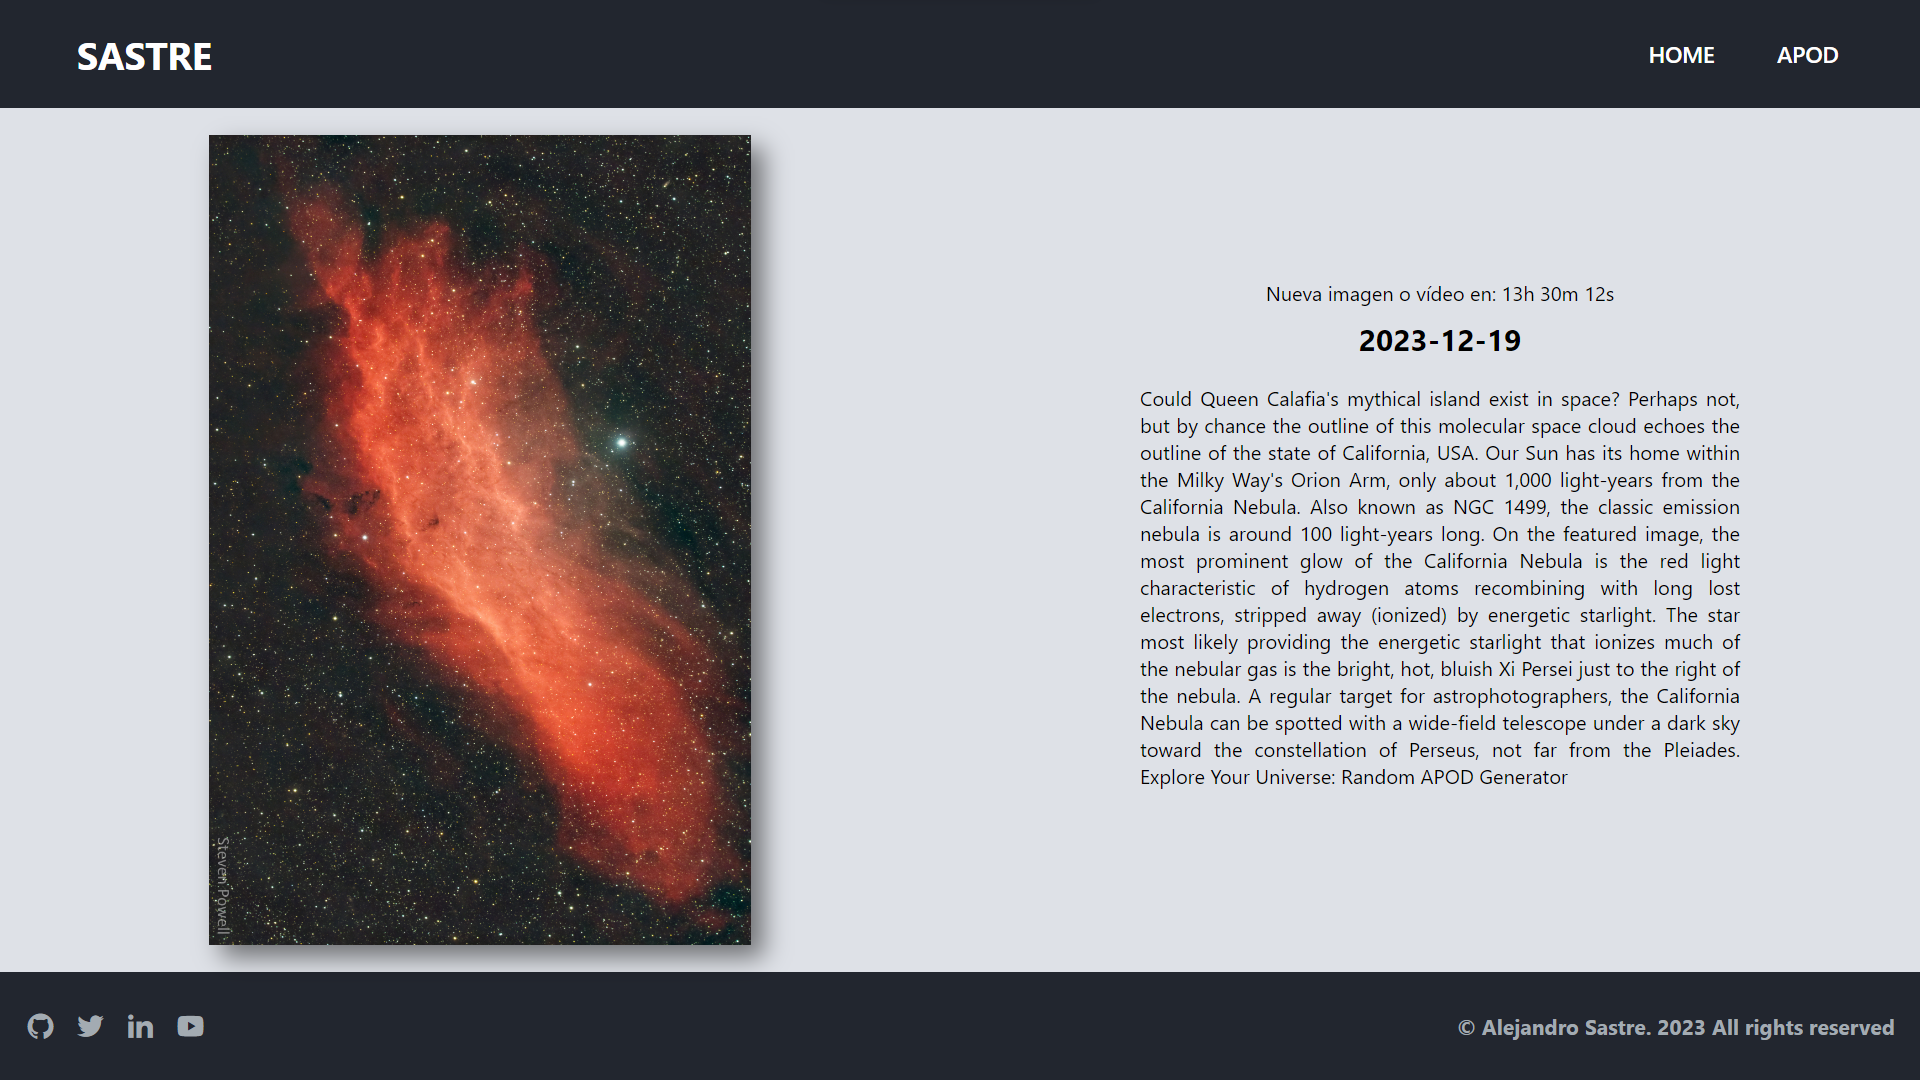 SASTRE
HOME
APOD
Steven Powell
Nueva imagen o vídeo en: 13h 30m 12s
2023-12-19
Could Queen Calafia's mythical island exist in space? Perhaps not,
but by chance the outline of this molecular space cloud echoes the
outline of the state of California, USA. Our Sun has its home within
the Milky Way's Orion Arm, only about 1,000 light-years from the
California Nebula. Also known as NGC 1499, the classic emission
nebula is around 100 light-years long. On the featured image, the
most prominent glow of the California Nebula is the red light
characteristic of hydrogen atoms recombining with long lost
electrons, stripped away (ionized) by energetic starlight. The star
most likely providing the energetic starlight that ionizes much of
the nebular gas is the bright, hot, bluish Xi Persei just to the right of
the nebula. A regular target for astrophotographers, the California
Nebula can be spotted with a wide-field telescope under a dark sky
toward the constellation of Perseus, not far from the Pleiades.
Explore Your Universe: Random APOD Generator
© Alejandro Sastre. 2023 All rights reserved